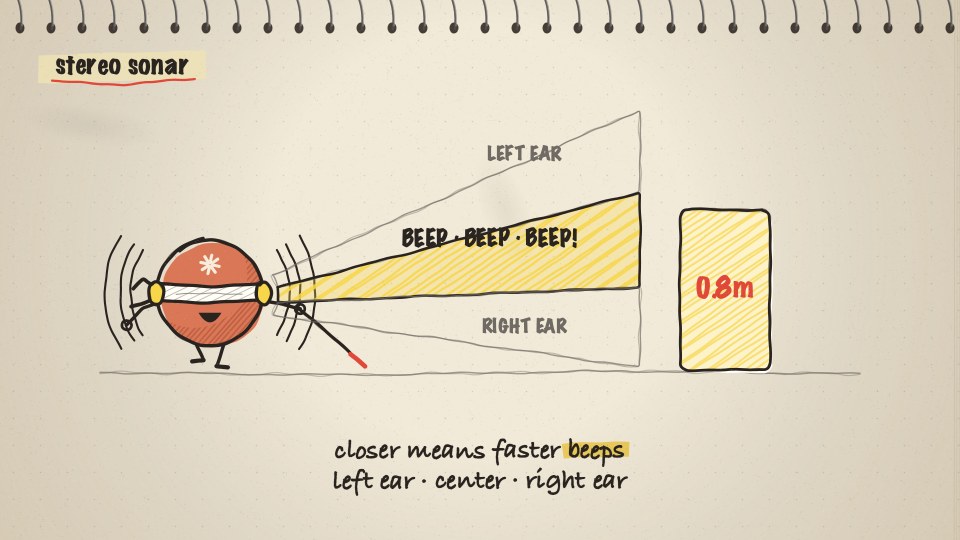 stereo sonar
LEFT EAR
BEEP · BEEP · BEEP!
0.8m
RIGHT EAR
closer means faster beeps
left ear · center · right ear